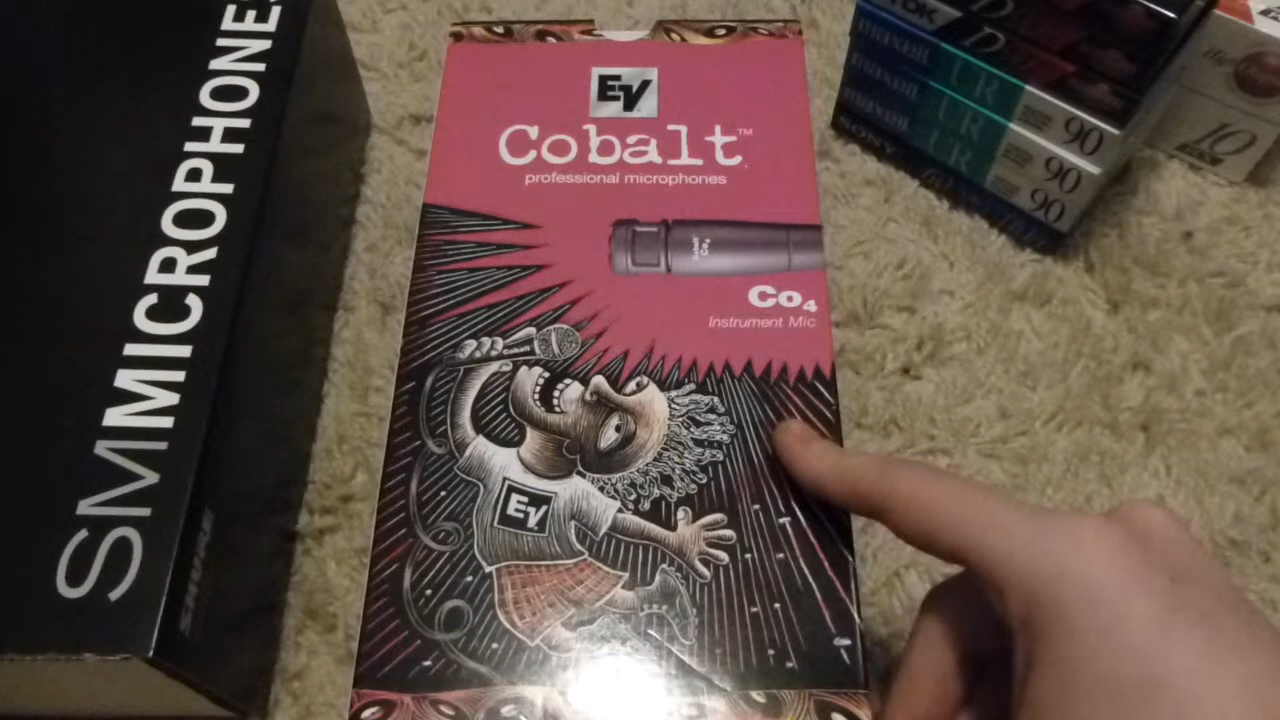 SMMICROPHONES
SHURE
EV
Cobalt™
professional microphones
Cobalt
Co4
Co4
Instrument Mic
Cobalt
EV
TDK
D
D
maxell UR 90
maxell UR 90
maxell UR 90
SONY
10